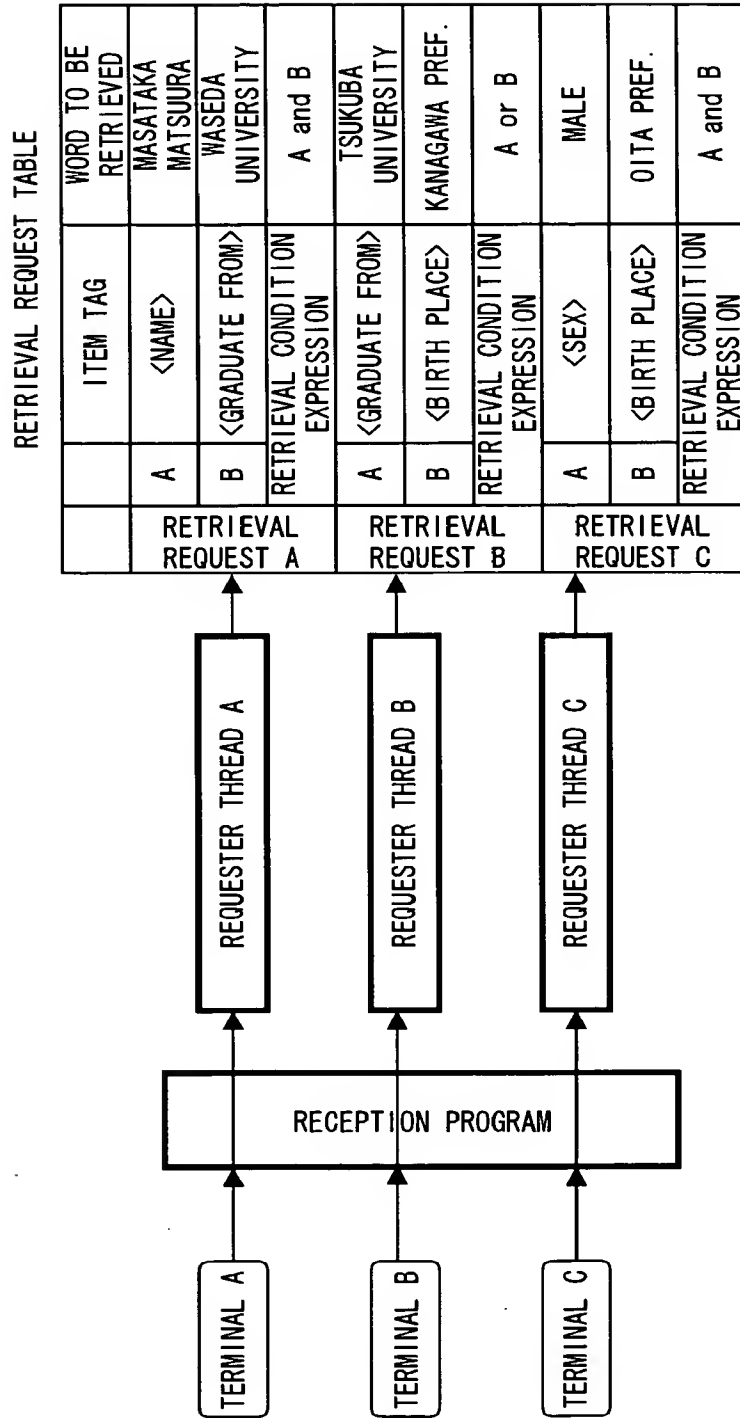 RETRIEVAL REQUEST TABLE
ITEM TAG
WORD TO BE
RETRIEVED
RETRIEVAL
REQUEST A
A
<NAME>
MASATAKA
MATSUURA
B
<GRADUATE FROM>
WASEDA
UNIVERSITY
RETRIEVAL CONDITION
EXPRESSION
A and B
RETRIEVAL
REQUEST B
A
<GRADUATE FROM>
TSUKUBA
UNIVERSITY
B
<BIRTH PLACE>
KANAGAWA PREF.
RETRIEVAL CONDITION
EXPRESSION
A or B
RETRIEVAL
REQUEST C
A
<SEX>
MALE
B
<BIRTH PLACE>
OITA PREF.
RETRIEVAL CONDITION
EXPRESSION
A and B
REQUESTER THREAD A
REQUESTER THREAD B
REQUESTER THREAD C
RECEPTION PROGRAM
TERMINAL A
TERMINAL B
TERMINAL C